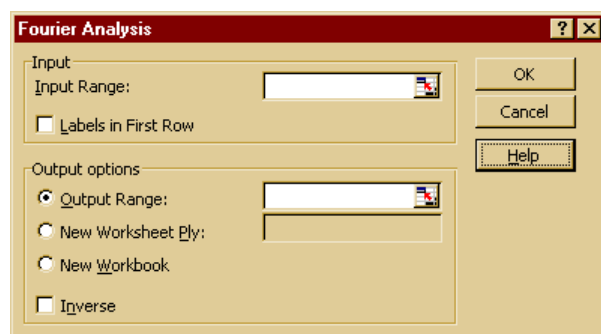 Fourier Analysis
Input
Input Range:
Labels in First Row
OK
Cancel
Help
Output options
Output Range:
New Worksheet Ply:
New Workbook
Inverse